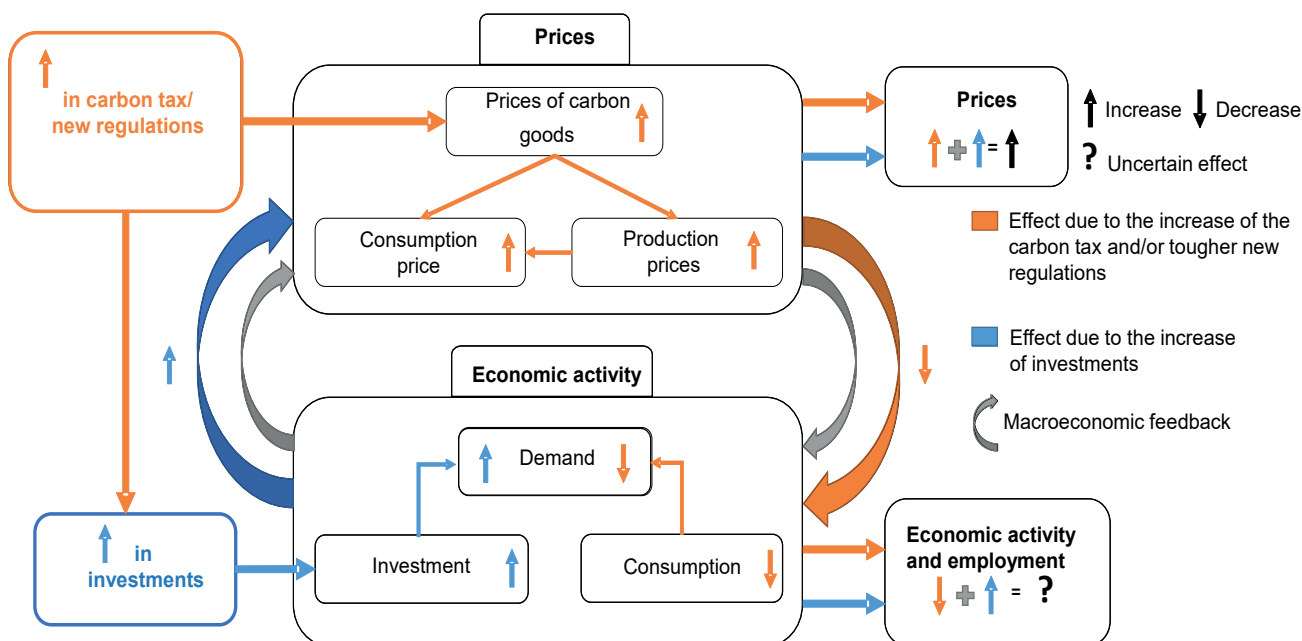 Prices
in carbon tax/
new regulations
Prices of carbon
goods
Consumption
price
Production
prices
Prices
+ =
Increase Decrease
? Uncertain effect
Effect due to the increase of the
carbon tax and/or tougher new
regulations
Effect due to the increase
of investments
Macroeconomic feedback
Economic activity
Demand
Investment
Consumption
in
investments
Economic activity
and employment
+ = ?